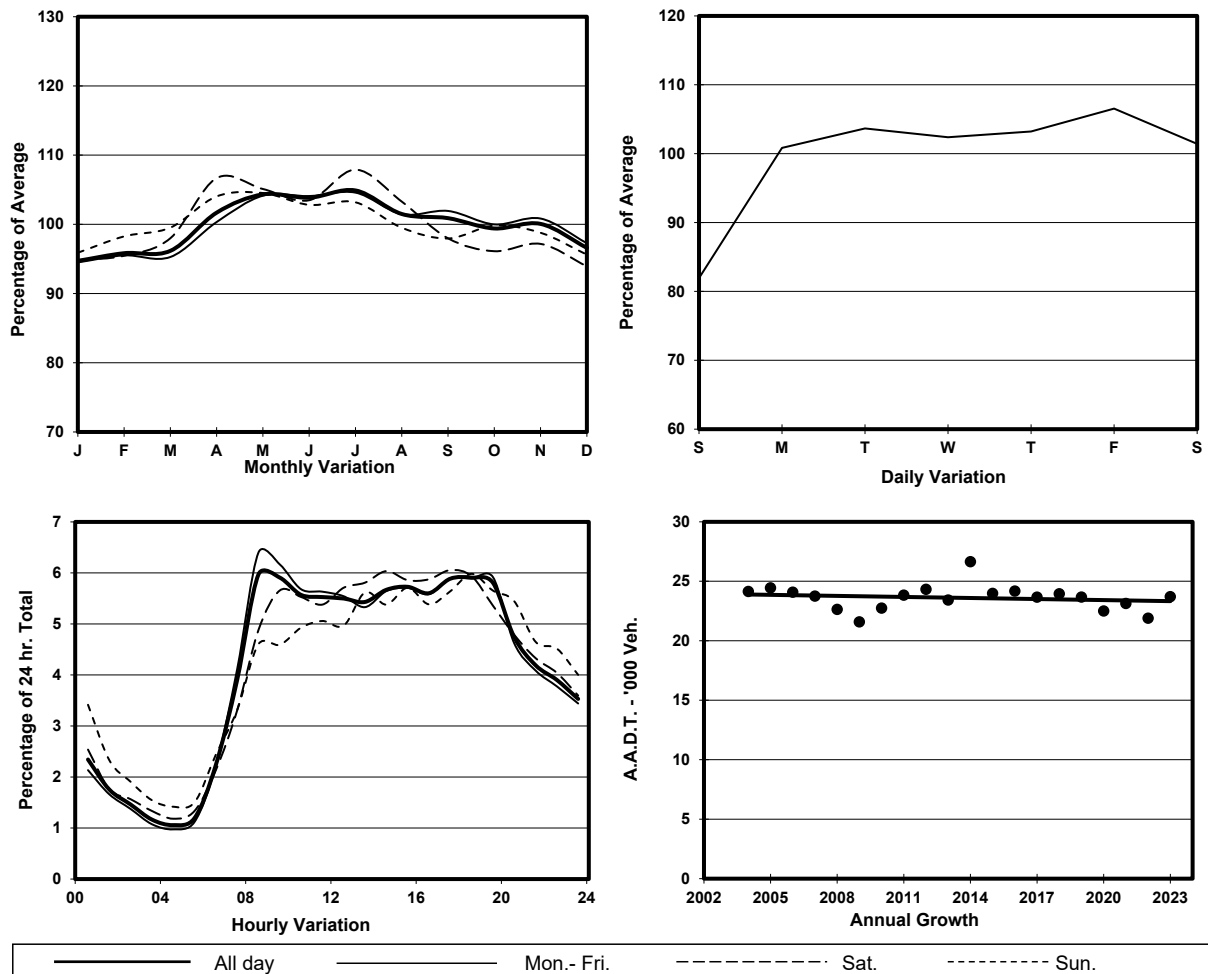 130
120
110
100
90
80
70
Percentage of Average
J F M A M J J A S O N D
Monthly Variation
120
110
100
90
80
70
60
Percentage of Average
S M T W T F S
Daily Variation
7
6
5
4
3
2
1
0
Percentage of 24 hr. Total
00 04 08 12 16 20 24
Hourly Variation
30
25
20
15
10
5
0
A.A.D.T. - '000 Veh.
2002 2005 2008 2011 2014 2017 2020 2023
Annual Growth
All day Mon.- Fri. Sat. Sun.